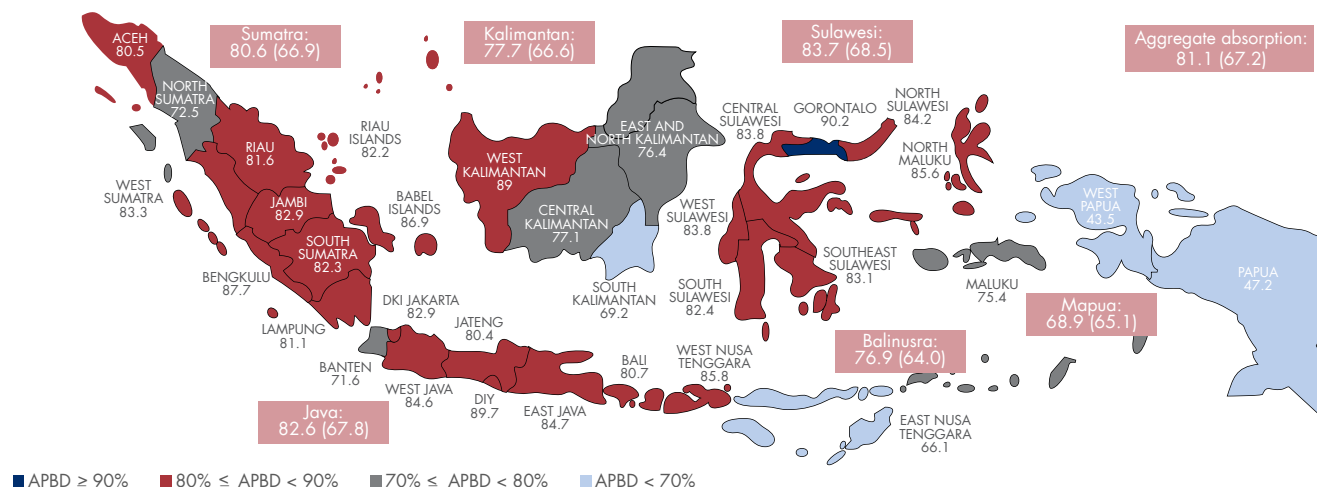 Sumatra:
80.6 (66.9)
Kalimantan:
77.7 (66.6)
Sulawesi:
83.7 (68.5)
Aggregate absorption:
81.1 (67.2)
ACEH
80.5
NORTH
SUMATRA
72.5
RIAU
81.6
RIAU
ISLANDS
82.2
WEST
SUMATRA
83.3
JAMBI
82.9
BABEL
ISLANDS
86.9
SOUTH
SUMATRA
82.3
BENGKULU
87.7
LAMPUNG
81.1
WEST
KALIMANTAN
89
EAST AND
NORTH KALIMANTAN
76.4
CENTRAL
KALIMANTAN
77.1
SOUTH
KALIMANTAN
69.2
CENTRAL
SULAWESI
83.8
GORONTALO
90.2
NORTH
SULAWESI
84.2
NORTH
MALUKU
85.6
WEST
SULAWESI
83.8
SOUTH
SULAWESI
82.4
SOUTHEAST
SULAWESI
83.1
MALUKU
75.4
WEST
PAPUA
43.5
PAPUA
47.2
Mapua:
68.9 (65.1)
DKI JAKARTA
82.9
JATENG
80.4
BANTEN
71.6
WEST JAVA
84.6
DIY
89.7
EAST JAVA
84.7
BALI
80.7
WEST NUSA
TENGGARA
85.8
Balinusra:
76.9 (64.0)
EAST NUSA
TENGGARA
66.1
Java:
82.6 (67.8)
APBD ≥ 90%
80% ≤ APBD < 90%
70% ≤ APBD < 80%
APBD < 70%